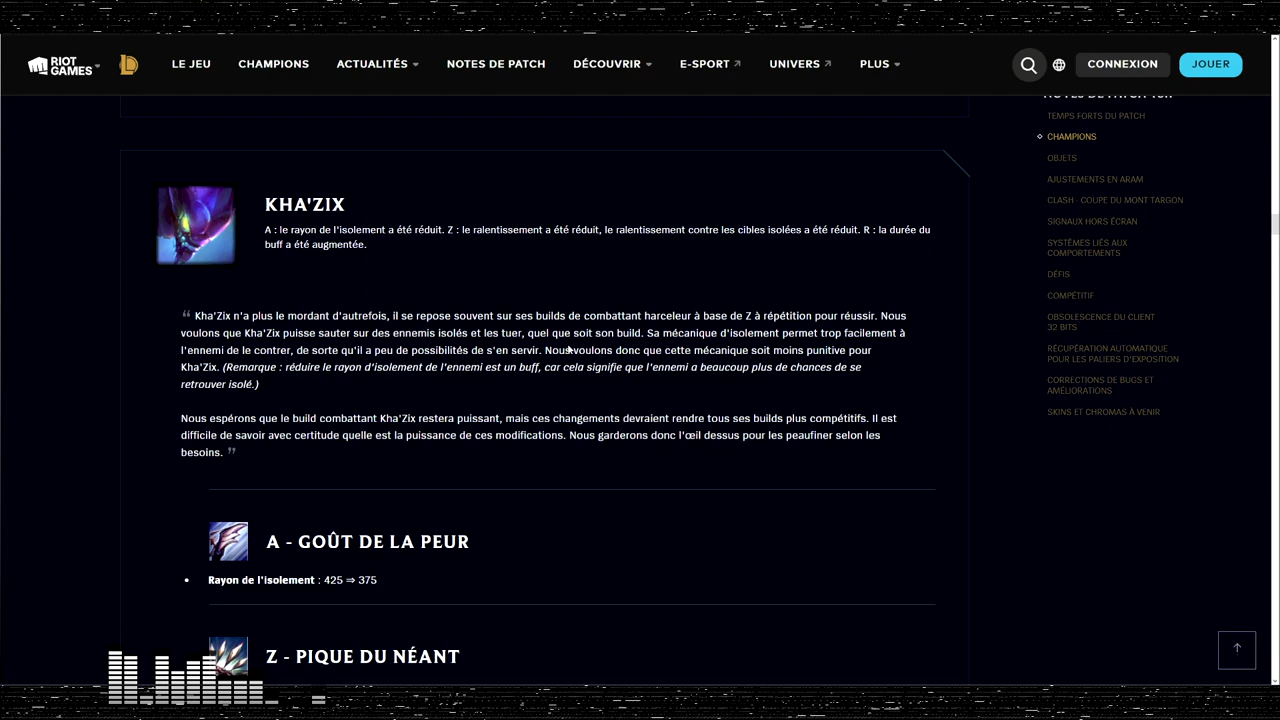 RIOT GAMES
LE JEU
CHAMPIONS
ACTUALITÉS
NOTES DE PATCH
DÉCOUVRIR
E-SPORT
UNIVERS
PLUS
CONNEXION
JOUER
TEMPS FORTS DU PATCH
CHAMPIONS
OBJETS
AJUSTEMENTS EN ARAM
CLASH - COUPE DU MONT TARGON
SIGNAUX HORS ÉCRAN
SYSTÈMES LIÉS AUX
COMPORTEMENTS
DÉFIS
COMPÉTITIF
OBSOLESCENCE DU CLIENT
32 BITS
RÉCUPÉRATION AUTOMATIQUE
POUR LES PALIERS D'EXPOSITION
CORRECTIONS DE BUGS ET
AMÉLIORATIONS
SKINS ET CHROMAS À VENIR
KHA'ZIX
A : le rayon de l'isolement a été réduit. Z : le ralentissement a été réduit, le ralentissement contre les cibles isolées a été réduit. R : la durée du
buff a été augmentée.
“ Kha'Zix n'a plus le mordant d'autrefois, il se repose souvent sur ses builds de combattant harceleur à base de Z à répétition pour réussir. Nous
voulons que Kha'Zix puisse sauter sur des ennemis isolés et les tuer, quel que soit son build. Sa mécanique d'isolement permet trop facilement à
l'ennemi de le contrer, de sorte qu'il a peu de possibilité de s'en servir. Nous voulons donc que cette mécanique soit moins punitive pour
Kha'Zix. (Remarque : réduire le rayon d'isolement de l'ennemi est un buff, car cela signifie que l'ennemi a beaucoup plus de chances de se
retrouver isolé.)
Nous espérons que le build combattant Kha'Zix restera puissant, mais ces changements devraient rendre tous ses builds plus compétitifs. Il est
difficile de savoir avec certitude quelle est la puissance de ces modifications. Nous garderons donc l'œil dessus pour les peaufiner selon les
besoins. ”
A - GOÛT DE LA PEUR
• Rayon de l'isolement : 425 ⇒ 375
Z - PIQUE DU NÉANT